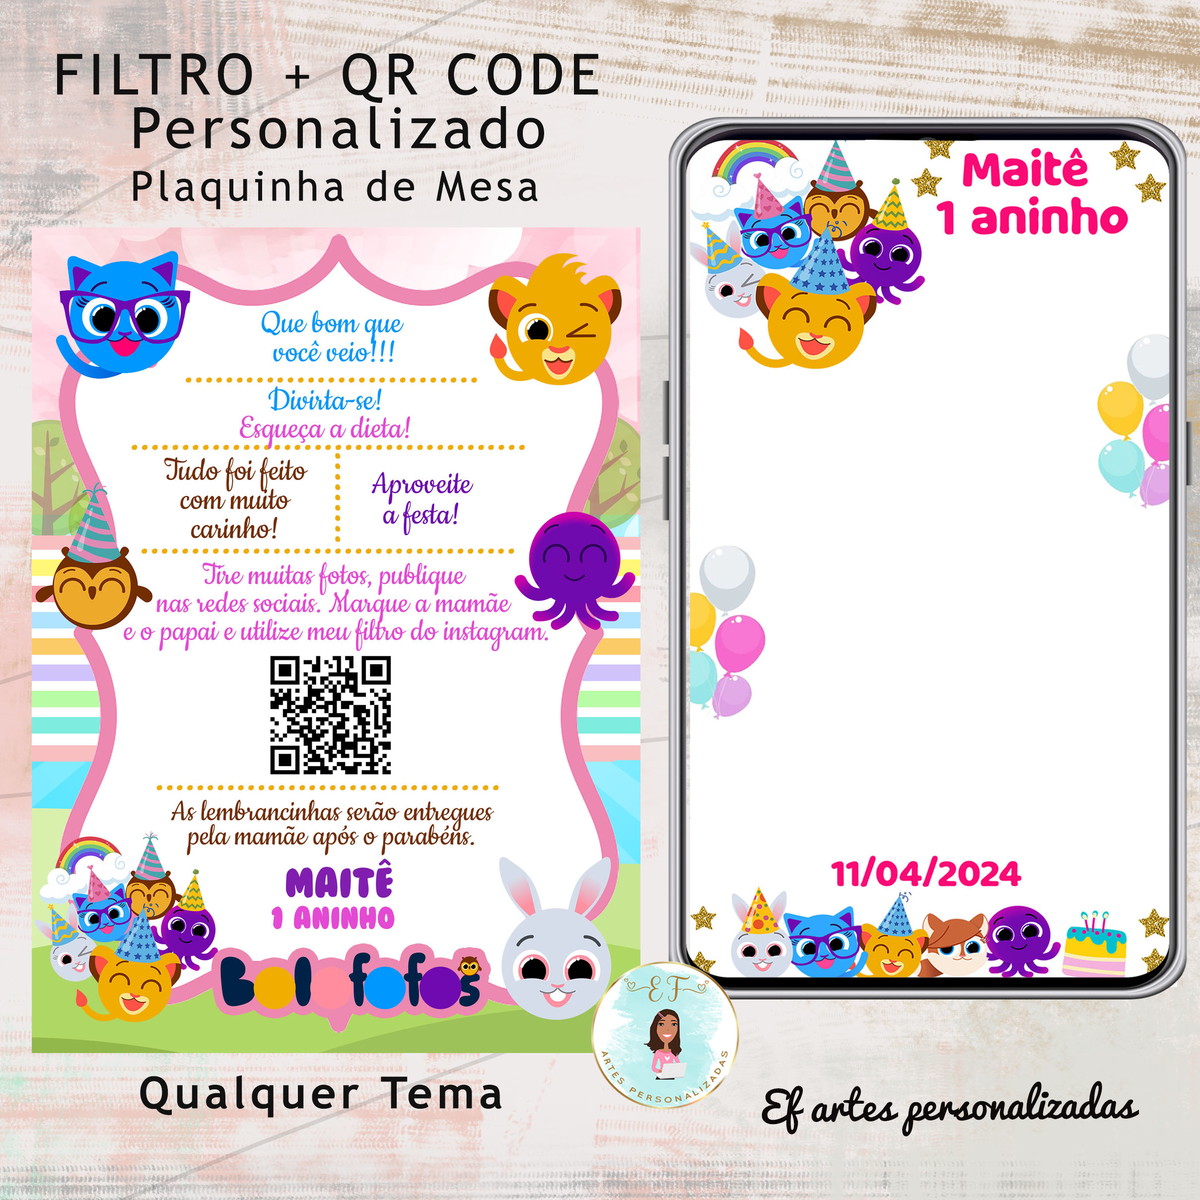 FILTRO + QR CODE
Personalizado
Plaquinha de Mesa
Que bom que
você veio!!!
Divirta-se!
Esqueça a dieta!
Tudo foi feito
com muito
carinho!
Aproveite
a festa!
Tire muitas fotos, publique
nas redes sociais. Marque a mamãe
e o papai e utilize meu filtro do instagram.
As lembrancinhas serão entregues
pela mamãe após o parabéns.
MAITÊ
1 ANINHO
Bolofofos
Qualquer Tema
Maitê
1 aninho
11/04/2024
EF
ARTES PERSONALIZADAS
Ef artes personalizadas